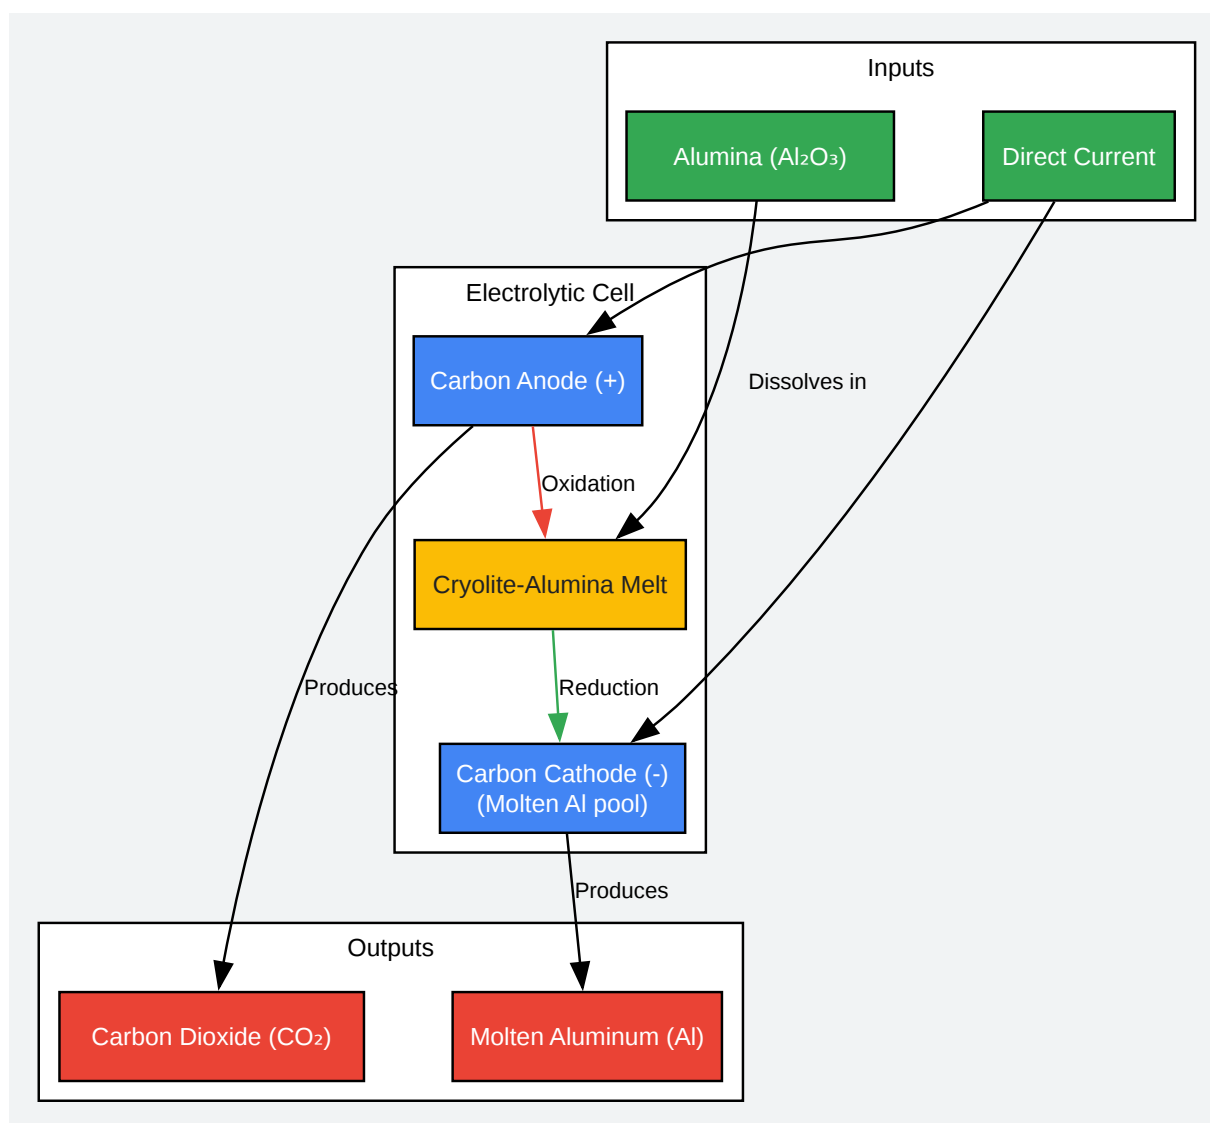 Inputs
Alumina (Al₂O₃)
Direct Current
Electrolytic Cell
Carbon Anode (+)
Dissolves in
Oxidation
Cryolite-Alumina Melt
Produces
Reduction
Carbon Cathode (-)
(Molten Al pool)
Produces
Outputs
Carbon Dioxide (CO₂)
Molten Aluminum (Al)